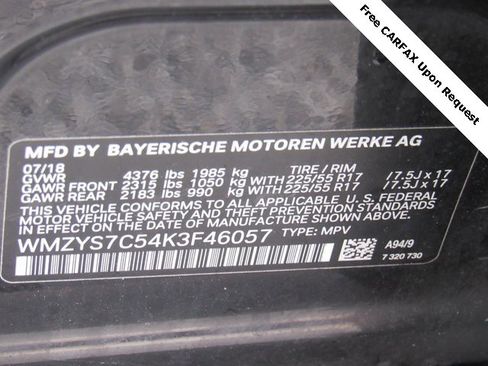 Free CARFAX Upon Request
MFD BY BAYERISCHE MOTOREN WERKE AG
07/18 TIRE / RIM
GVWR 4376 lbs 1985 kg
GAWR FRONT 2315 lbs 1050 kg WITH 225/55 R17 /7.5J x 17
GAWR REAR 2183 lbs 990 kg WITH 225/55 R17 /7.5J x 17
THIS VEHICLE CONFORMS TO ALL APPLICABLE U. S. FEDERAL
MOTOR VEHICLE SAFETY AND THEFT PREVENTION STANDARDS
IN EFFECT ON THE DATE OF MANUFACTURE SHOWN ABOVE.
WMZYS7C54K3F46057 TYPE: MPV
A94/9
7 320 730